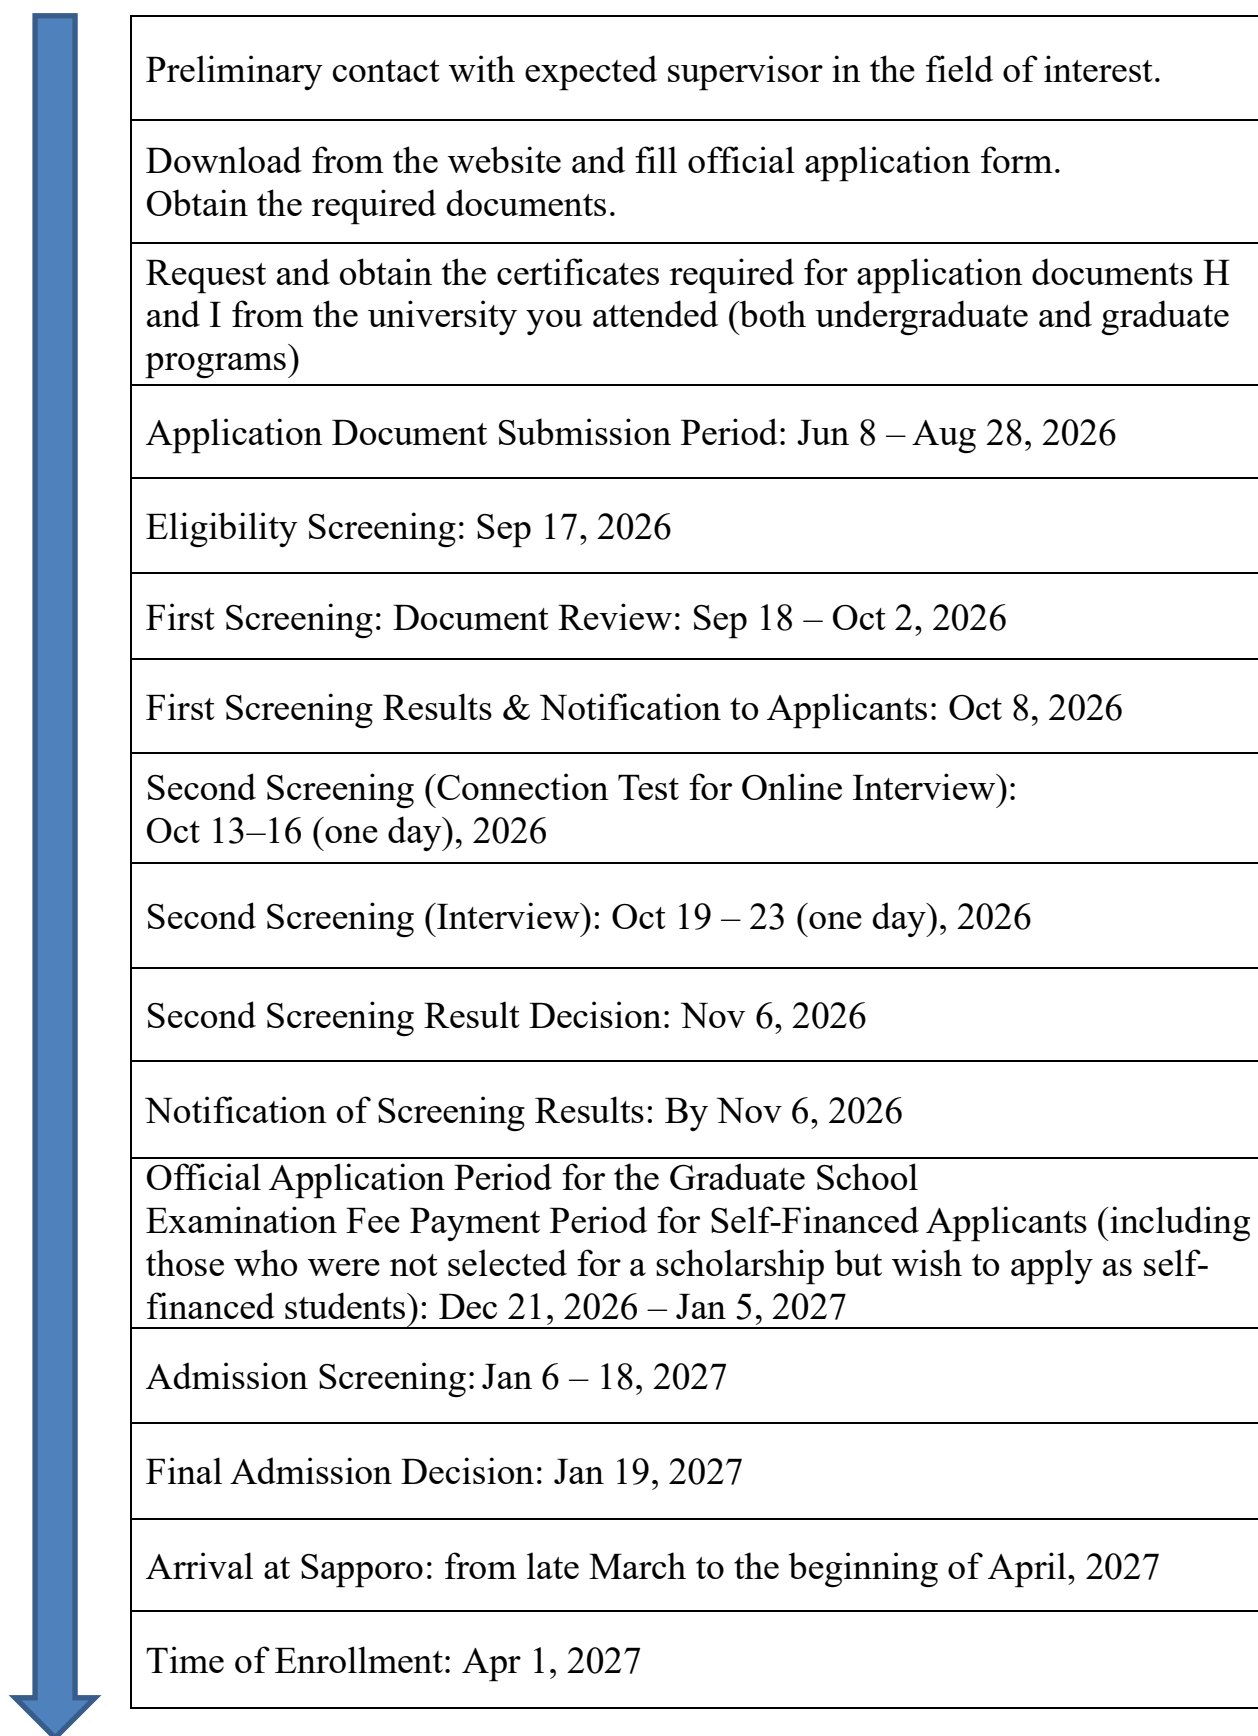 Preliminary contact with expected supervisor in the field of interest.
Download from the website and fill official application form.
Obtain the required documents.
Request and obtain the certificates required for application documents H
and I from the university you attended (both undergraduate and graduate
programs)
Application Document Submission Period: Jun 8 – Aug 28, 2026
Eligibility Screening: Sep 17, 2026
First Screening: Document Review: Sep 18 – Oct 2, 2026
First Screening Results & Notification to Applicants: Oct 8, 2026
Second Screening (Connection Test for Online Interview):
Oct 13–16 (one day), 2026
Second Screening (Interview): Oct 19 – 23 (one day), 2026
Second Screening Result Decision: Nov 6, 2026
Notification of Screening Results: By Nov 6, 2026
Official Application Period for the Graduate School
Examination Fee Payment Period for Self-Financed Applicants (including
those who were not selected for a scholarship but wish to apply as self-
financed students): Dec 21, 2026 – Jan 5, 2027
Admission Screening: Jan 6 – 18, 2027
Final Admission Decision: Jan 19, 2027
Arrival at Sapporo: from late March to the beginning of April, 2027
Time of Enrollment: Apr 1, 2027